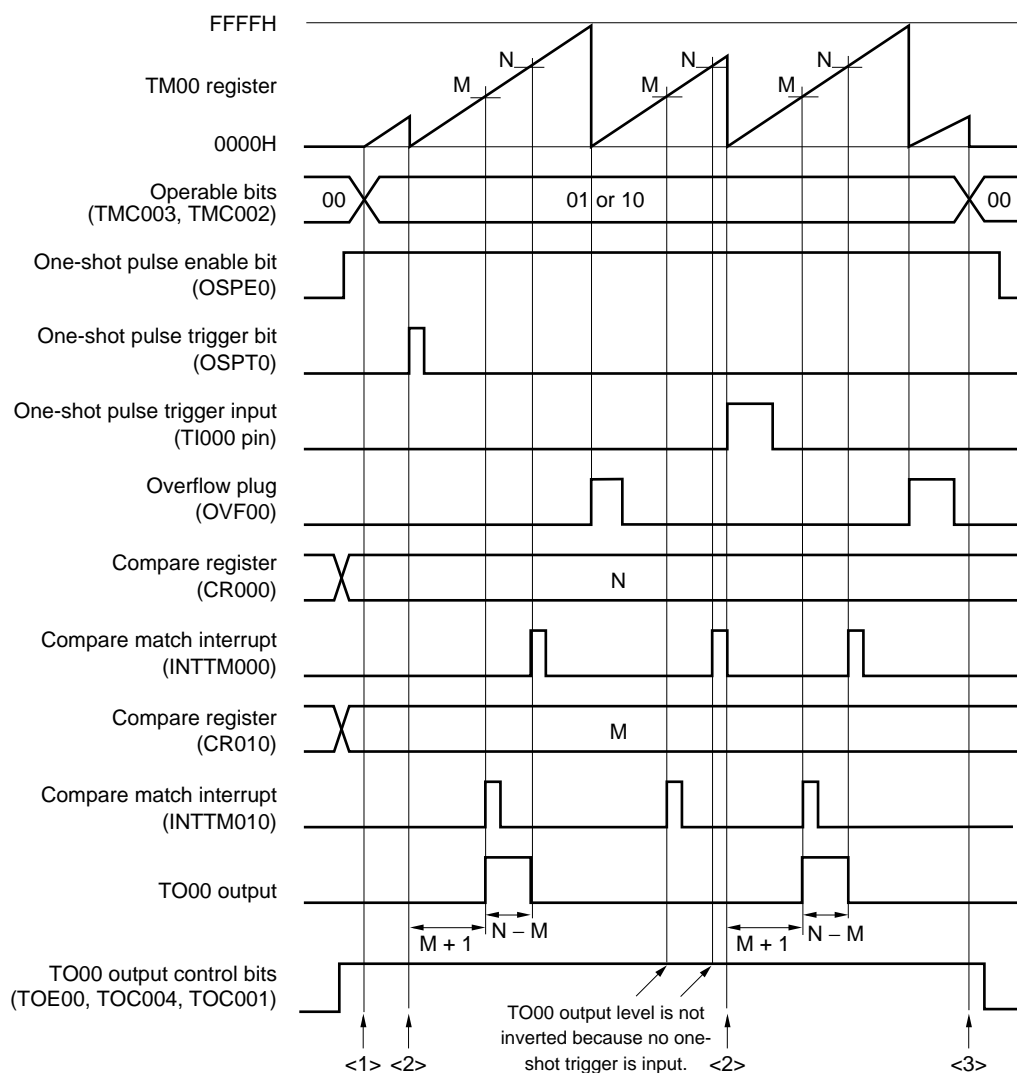 FFFFH
TM00 register
0000H
M
N
M
N
M
N
Operable bits
(TMC003, TMC002)
00
01 or 10
00
One-shot pulse enable bit
(OSPE0)
One-shot pulse trigger bit
(OSPT0)
One-shot pulse trigger input
(TI000 pin)
Overflow plug
(OVF00)
Compare register
(CR000)
N
Compare match interrupt
(INTTM000)
Compare register
(CR010)
M
Compare match interrupt
(INTTM010)
TO00 output
M + 1
N − M
M + 1
N − M
TO00 output control bits
(TOE00, TOC004, TOC001)
TO00 output level is not
inverted because no one-
shot trigger is input.
<1> <2> <2> <3>